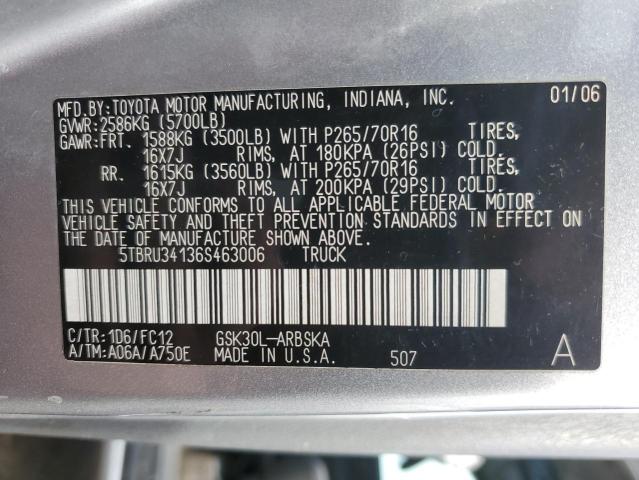 MFD.BY:TOYOTA MOTOR MANUFACTURING, INDIANA, INC. 01/06
GVWR:2586KG (5700LB)
GAWR:FRT. 1588KG (3500LB) WITH P265/70R16 TIRES,
16X7J RIMS, AT 180KPA (26PSI) COLD.
RR. 1615KG (3560LB) WITH P265/70R16 TIRES,
16X7J RIMS, AT 200KPA (29PSI) COLD.
THIS VEHICLE CONFORMS TO ALL APPLICABLE FEDERAL MOTOR
VEHICLE SAFETY AND THEFT PREVENTION STANDARDS IN EFFECT ON
THE DATE OF MANUFACTURE SHOWN ABOVE.
5TBRU34136S463006 TRUCK
C/TR:1D6/FC12 GSK30L-ARBSKA
A/TM:A06A/A750E MADE IN U.S.A. 507 A